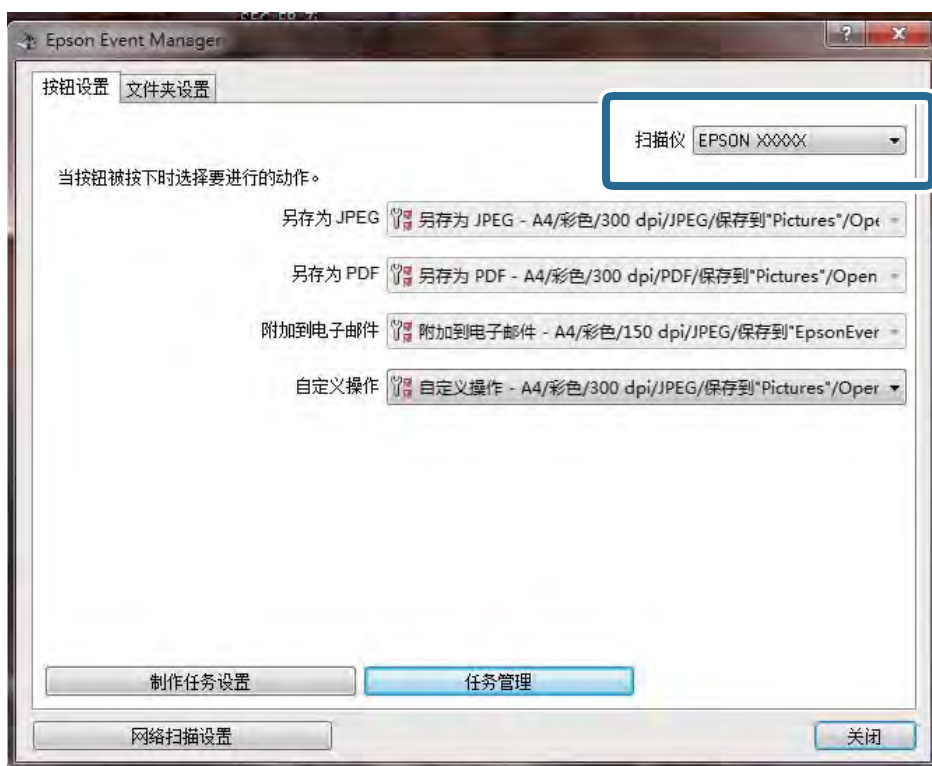 Epson Event Manager
按钮设置 文件夹设置
扫描仪 EPSON XXXXX
当按钮被按下时选择要进行的动作。
另存为 JPEG 另存为 JPEG - A4/彩色/300 dpi/JPEG/保存到"Pictures"/Ope
另存为 PDF 另存为 PDF - A4/彩色/300 dpi/PDF/保存到"Pictures"/Open
附加到电子邮件 附加到电子邮件 - A4/彩色/150 dpi/JPEG/保存到"EpsonEver
自定义操作 自定义操作 - A4/彩色/300 dpi/JPEG/保存到"Pictures"/Oper
制作任务设置 任务管理
网络扫描设置 关闭